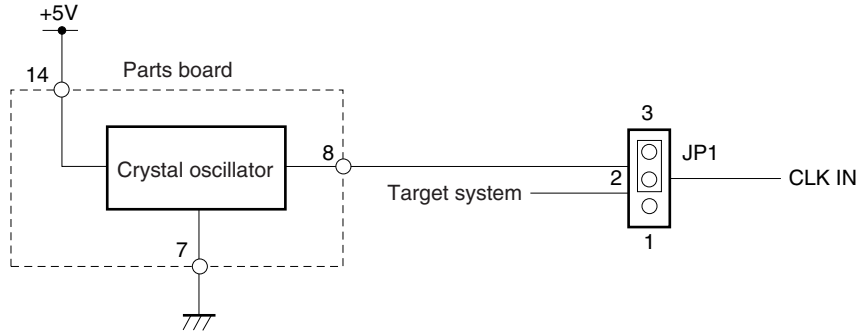 +5V
14
Parts board
3
8
JP1
Crystal oscillator
2
CLK IN
Target system
7
1